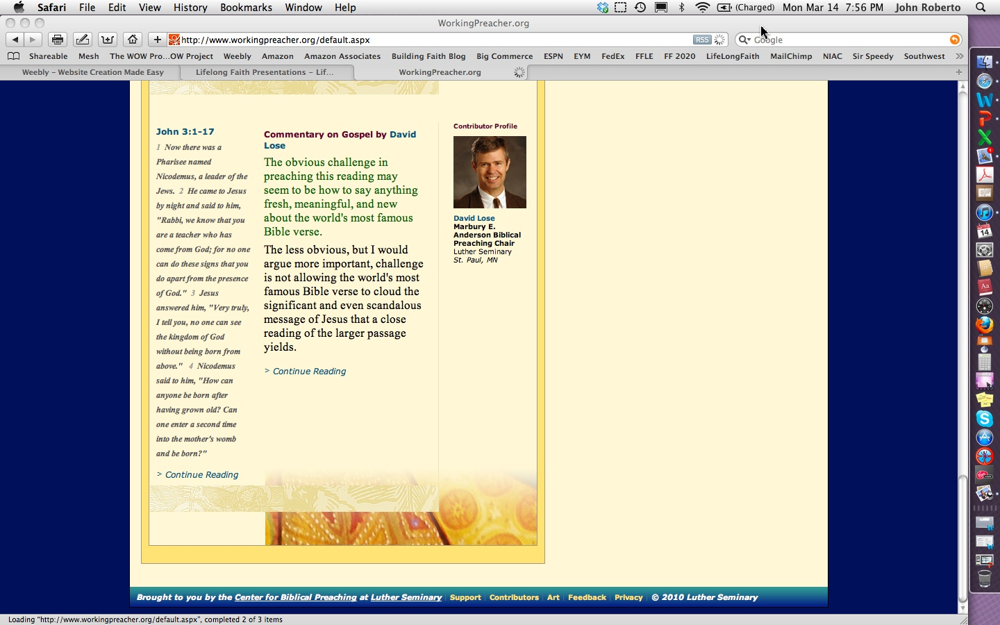 Safari File Edit View History Bookmarks Window Help (Charged) Mon Mar 14 7:56 PM John Roberto
WorkingPreacher.org
http://www.workingpreacher.org/default.aspx RSS Google
Shareable Mesh The WOW Pro...OW Project Weebly Amazon Amazon Associates Building Faith Blog Big Commerce ESPN EYM FedEx FFLE FF 2020 LifeLongFaith MailChimp NIAC Sir Speedy Southwest >>
Weebly – Website Creation Made Easy Lifelong Faith Presentations – Lif... WorkingPreacher.org +
John 3:1-17
1 Now there was a
Pharisee named
Nicodemus, a leader of the
Jews. 2 He came to Jesus
by night and said to him,
"Rabbi, we know that you
are a teacher who has
come from God; for no one
can do these signs that you
do apart from the presence
of God." 3 Jesus
answered him, "Very truly,
I tell you, no one can see
the kingdom of God
without being born from
above." 4 Nicodemus
said to him, "How can
anyone be born after
having grown old? Can
one enter a second time
into the mother's womb
and be born?"
> Continue Reading
Commentary on Gospel by David
Lose
The obvious challenge in
preaching this reading may
seem to be how to say anything
fresh, meaningful, and new
about the world's most famous
Bible verse.
The less obvious, but I would
argue more important, challenge
is not allowing the world's most
famous Bible verse to cloud the
significant and even scandalous
message of Jesus that a close
reading of the larger passage
yields.
> Continue Reading
Contributor Profile
David Lose
Marbury E.
Anderson Biblical
Preaching Chair
Luther Seminary
St. Paul, MN
Brought to you by the Center for Biblical Preaching at Luther Seminary | Support | Contributors | Art | Feedback | Privacy | © 2010 Luther Seminary
Loading "http://www.workingpreacher.org/default.aspx", completed 2 of 3 items
14
Aa